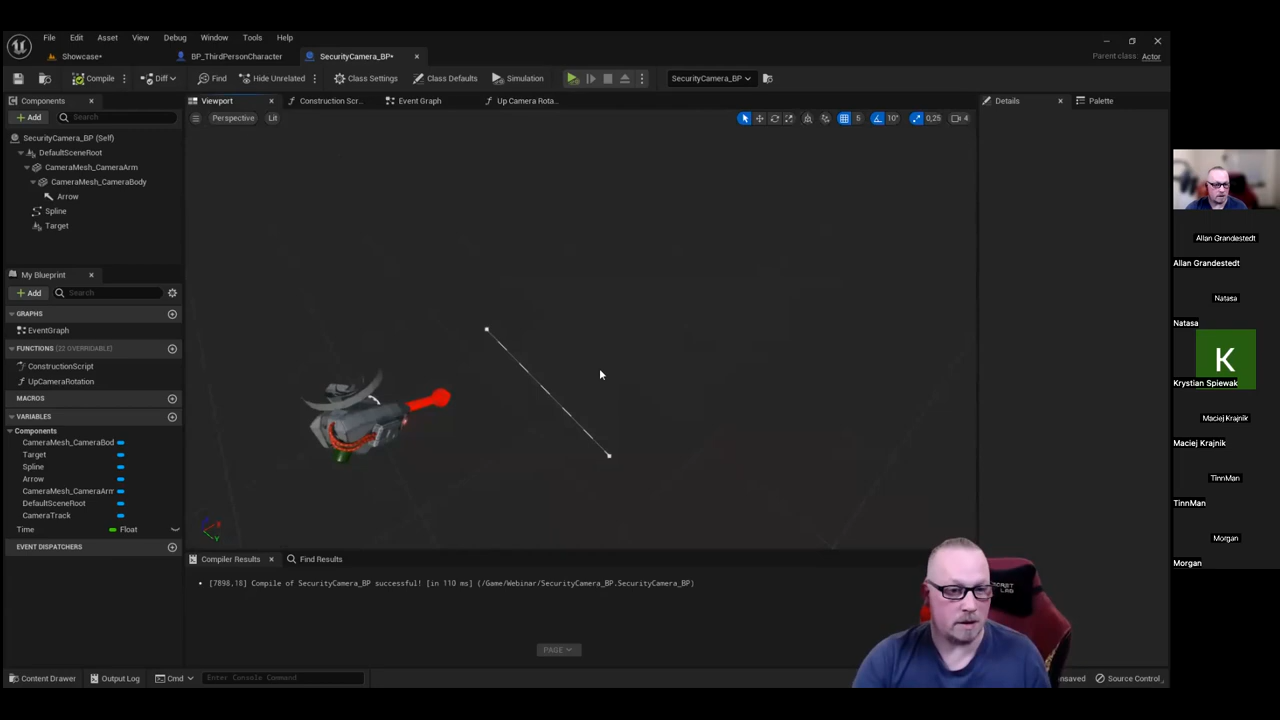 File Edit Asset View Debug Window Tools Help
Showcase* BP_ThirdPersonCharacter SecurityCamera_BP* Parent class: Actor
Compile Diff Find Hide Unrelated Class Settings Class Defaults Simulation SecurityCamera_BP
Components Viewport Construction Scr... Event Graph Up Camera Rota... Details Palette
Add Search Perspective Lit 5 10° 0,25 4
SecurityCamera_BP (Self)
DefaultSceneRoot
CameraMesh_CameraArm
CameraMesh_CameraBody
Arrow
Spline
Target
My Blueprint
Add Search
GRAPHS
EventGraph
FUNCTIONS (22 OVERRIDABLE)
ConstructionScript
UpCameraRotation
MACROS
VARIABLES
Components
CameraMesh_CameraBod
Target
Spline
Arrow
CameraMesh_CameraArm
DefaultSceneRoot
CameraTrack
Time Float
EVENT DISPATCHERS
Compiler Results Find Results
[7898,18] Compile of SecurityCamera_BP successful! [in 110 ms] (/Game/Webinar/SecurityCamera_BP.SecurityCamera_BP)
PAGE
Content Drawer Output Log Cmd Enter Console Command nsaved Source Control
Allan Grandestedt
Allan Grandestedt
Natasa
Natasa
K
Krystian Spiewak
Maciej Krajnik
Maciej Krajnik
TinnMan
TinnMan
Morgan
Morgan